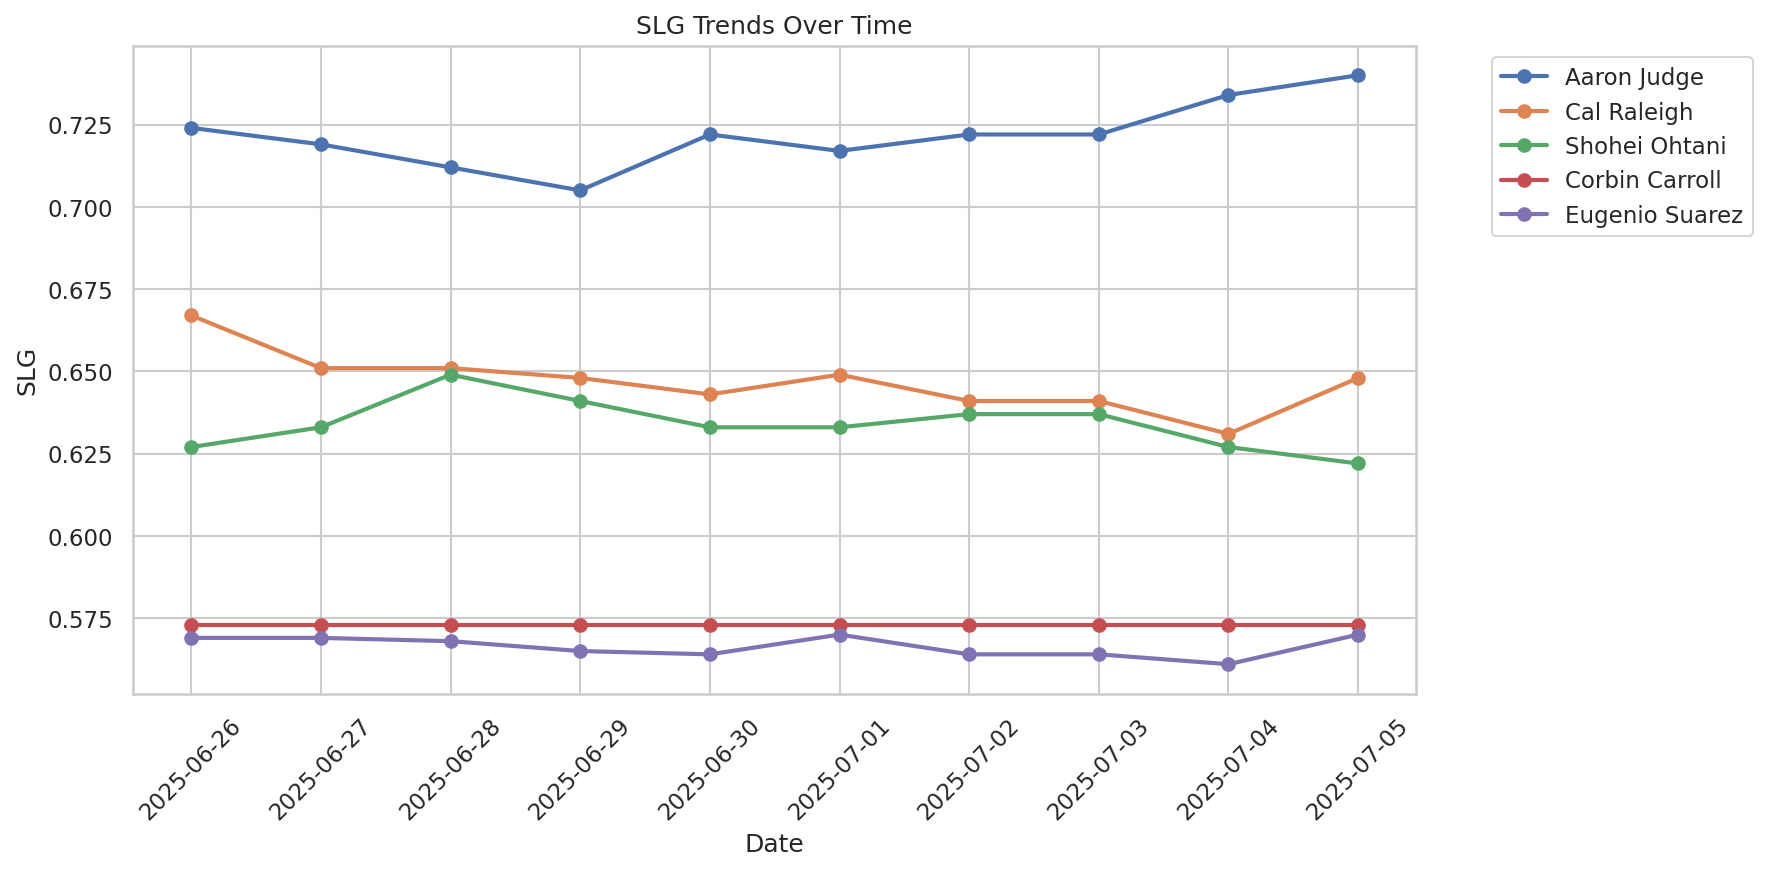 SLG Trends Over Time
Aaron Judge
Cal Raleigh
Shohei Ohtani
Corbin Carroll
Eugenio Suarez
SLG
0.725
0.700
0.675
0.650
0.625
0.600
0.575
2025-06-26
2025-06-27
2025-06-28
2025-06-29
2025-06-30
2025-07-01
2025-07-02
2025-07-03
2025-07-04
2025-07-05
Date